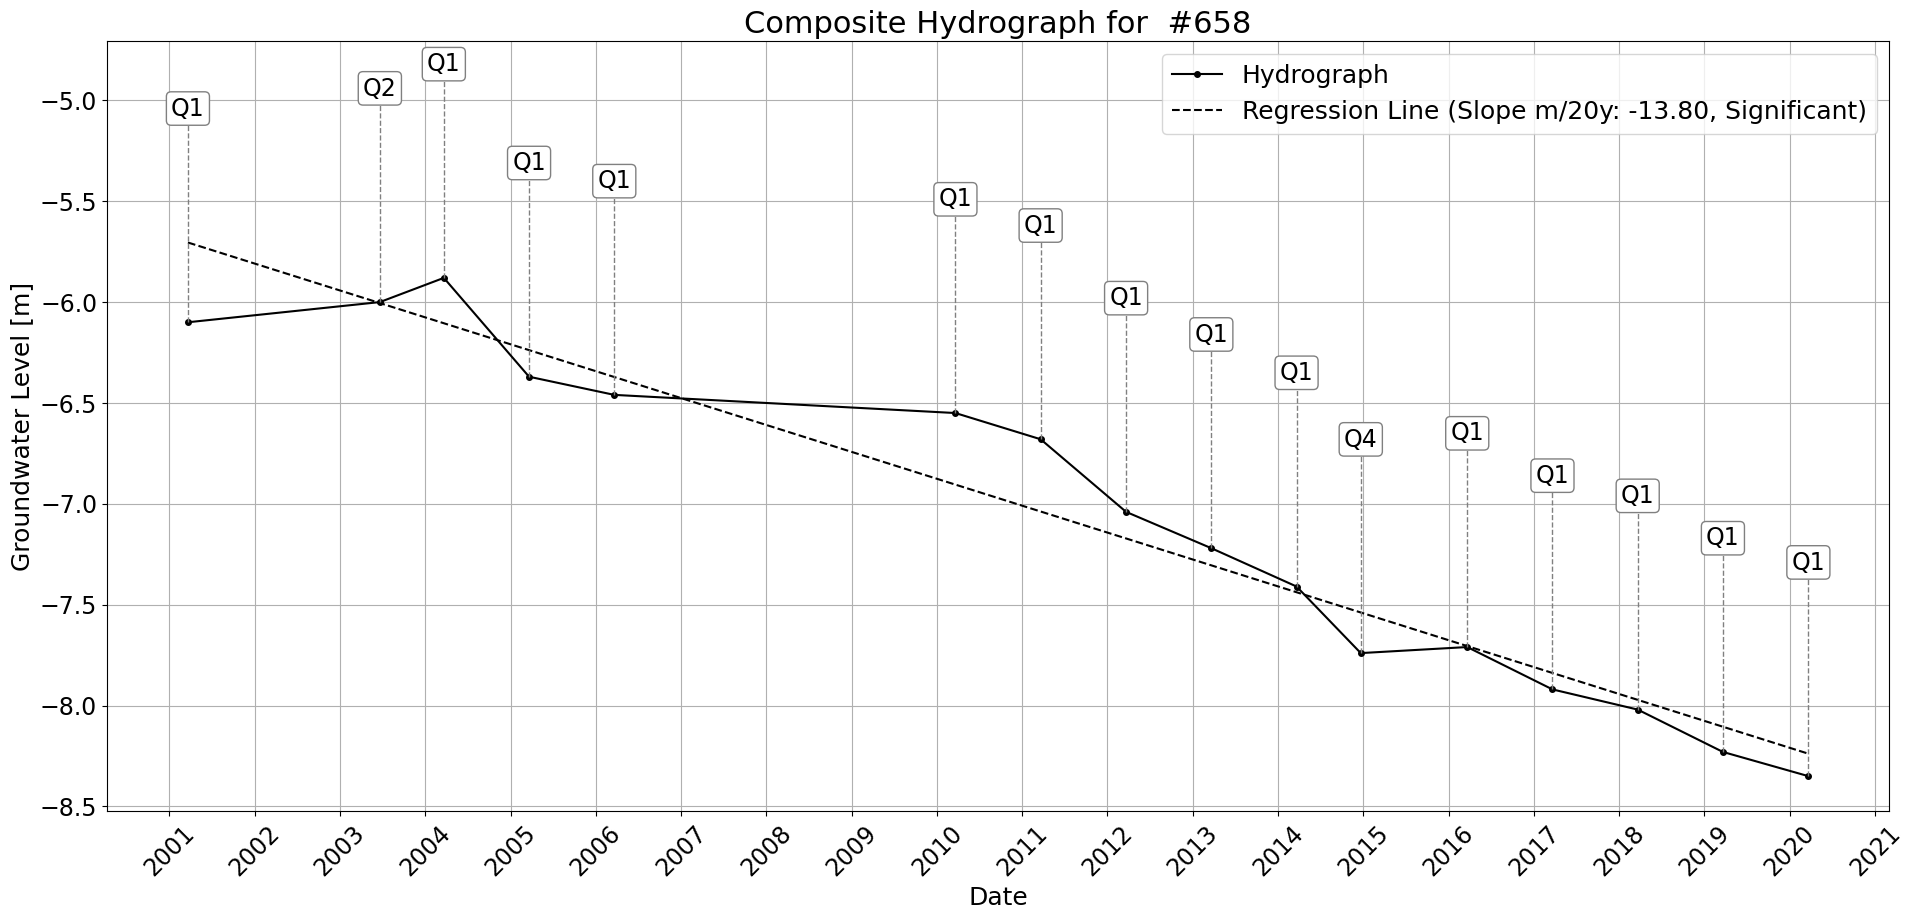 Composite Hydrograph for #658
Hydrograph
Regression Line (Slope m/20y: -13.80, Significant)
Q1
Q2
Q1
Q1
Q1
Q1
Q1
Q1
Q1
Q1
Q4
Q1
Q1
Q1
Q1
Q1
Groundwater Level [m]
−5.0
−5.5
−6.0
−6.5
−7.0
−7.5
−8.0
−8.5
2001 2002 2003 2004 2005 2006 2007 2008 2009 2010 2011 2012 2013 2014 2015 2016 2017 2018 2019 2020 2021
Date